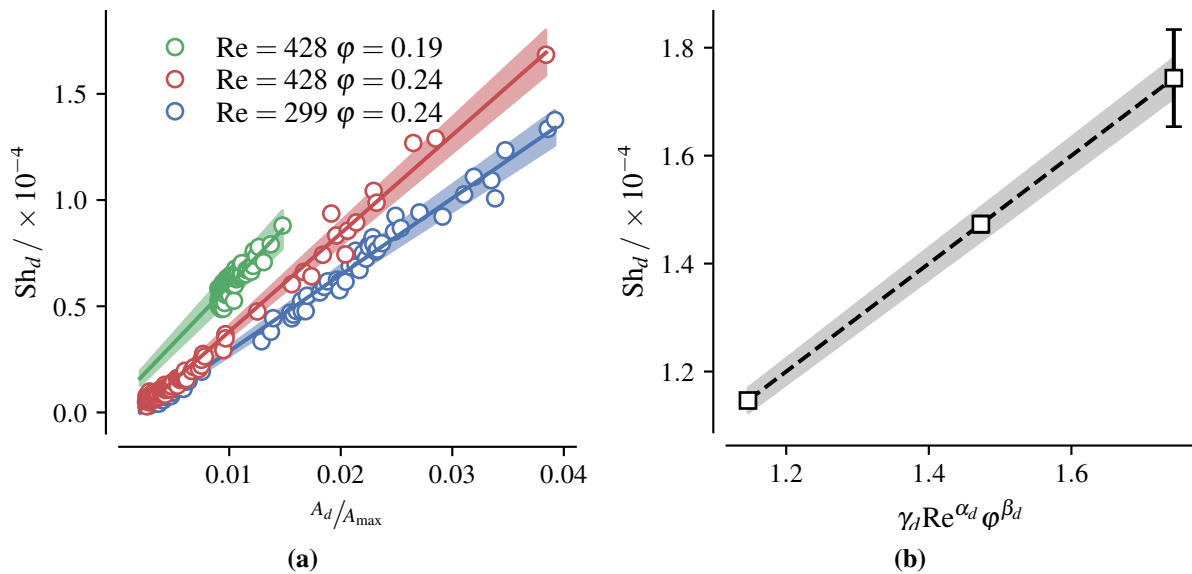 Re = 428 φ = 0.19
Re = 428 φ = 0.24
Re = 299 φ = 0.24
Sh_d / × 10⁻⁴
1.5
1.0
0.5
0.0
0.01 0.02 0.03 0.04
A_d/A_max
(a)
Sh_d / × 10⁻⁴
1.8
1.6
1.4
1.2
1.2 1.4 1.6
γ_d Re^{α_d} φ^{β_d}
(b)